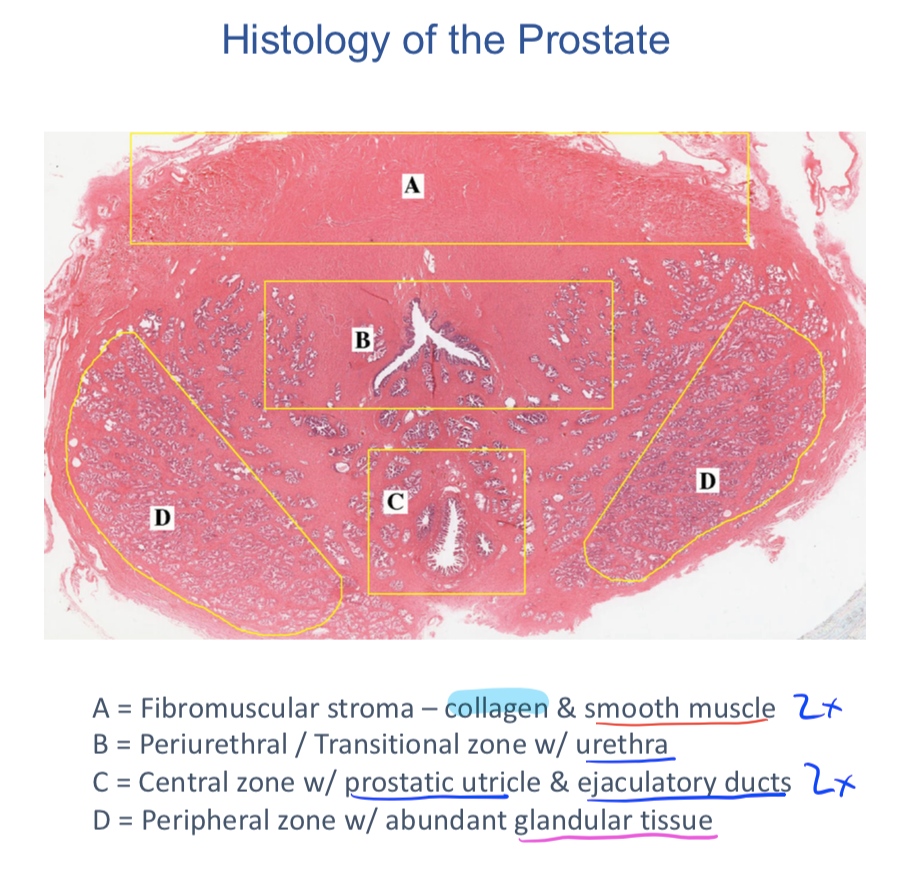 Histology of the Prostate
A
B
C
D
D
A = Fibromuscular stroma – collagen & smooth muscle 2x
B = Periurethral / Transitional zone w/ urethra
C = Central zone w/ prostatic utricle & ejaculatory ducts 2x
D = Peripheral zone w/ abundant glandular tissue